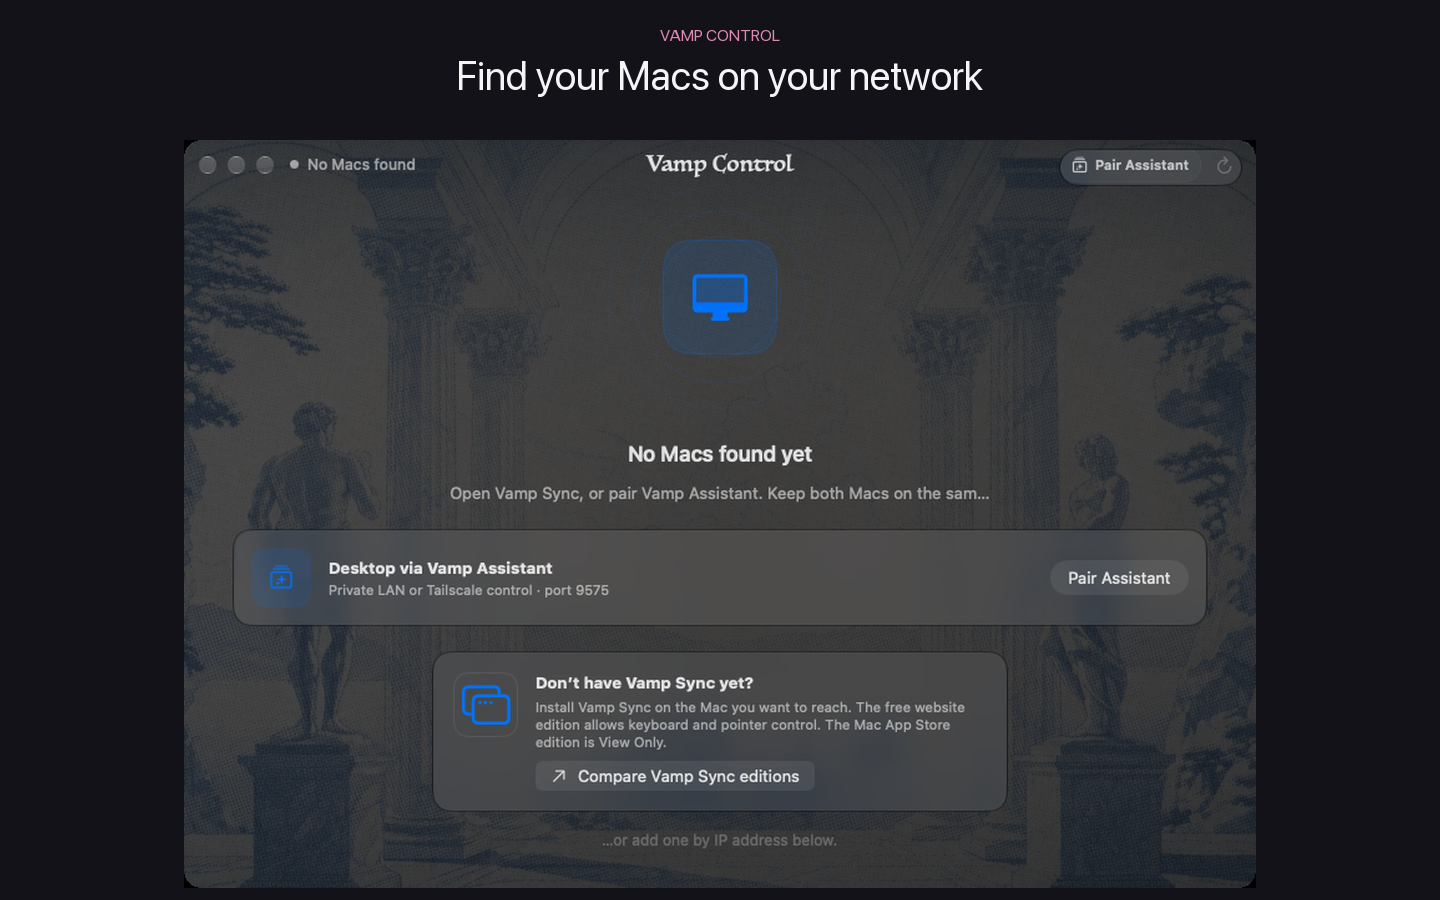 VAMP CONTROL
Find your Macs on your network
No Macs found
Vamp Control
Pair Assistant
No Macs found yet
Open Vamp Sync, or pair Vamp Assistant. Keep both Macs on the sam...
Desktop via Vamp Assistant
Private LAN or Tailscale control · port 9575
Pair Assistant
Don’t have Vamp Sync yet?
Install Vamp Sync on the Mac you want to reach. The free website
edition allows keyboard and pointer control. The Mac App Store
edition is View Only.
Compare Vamp Sync editions
...or add one by IP address below.